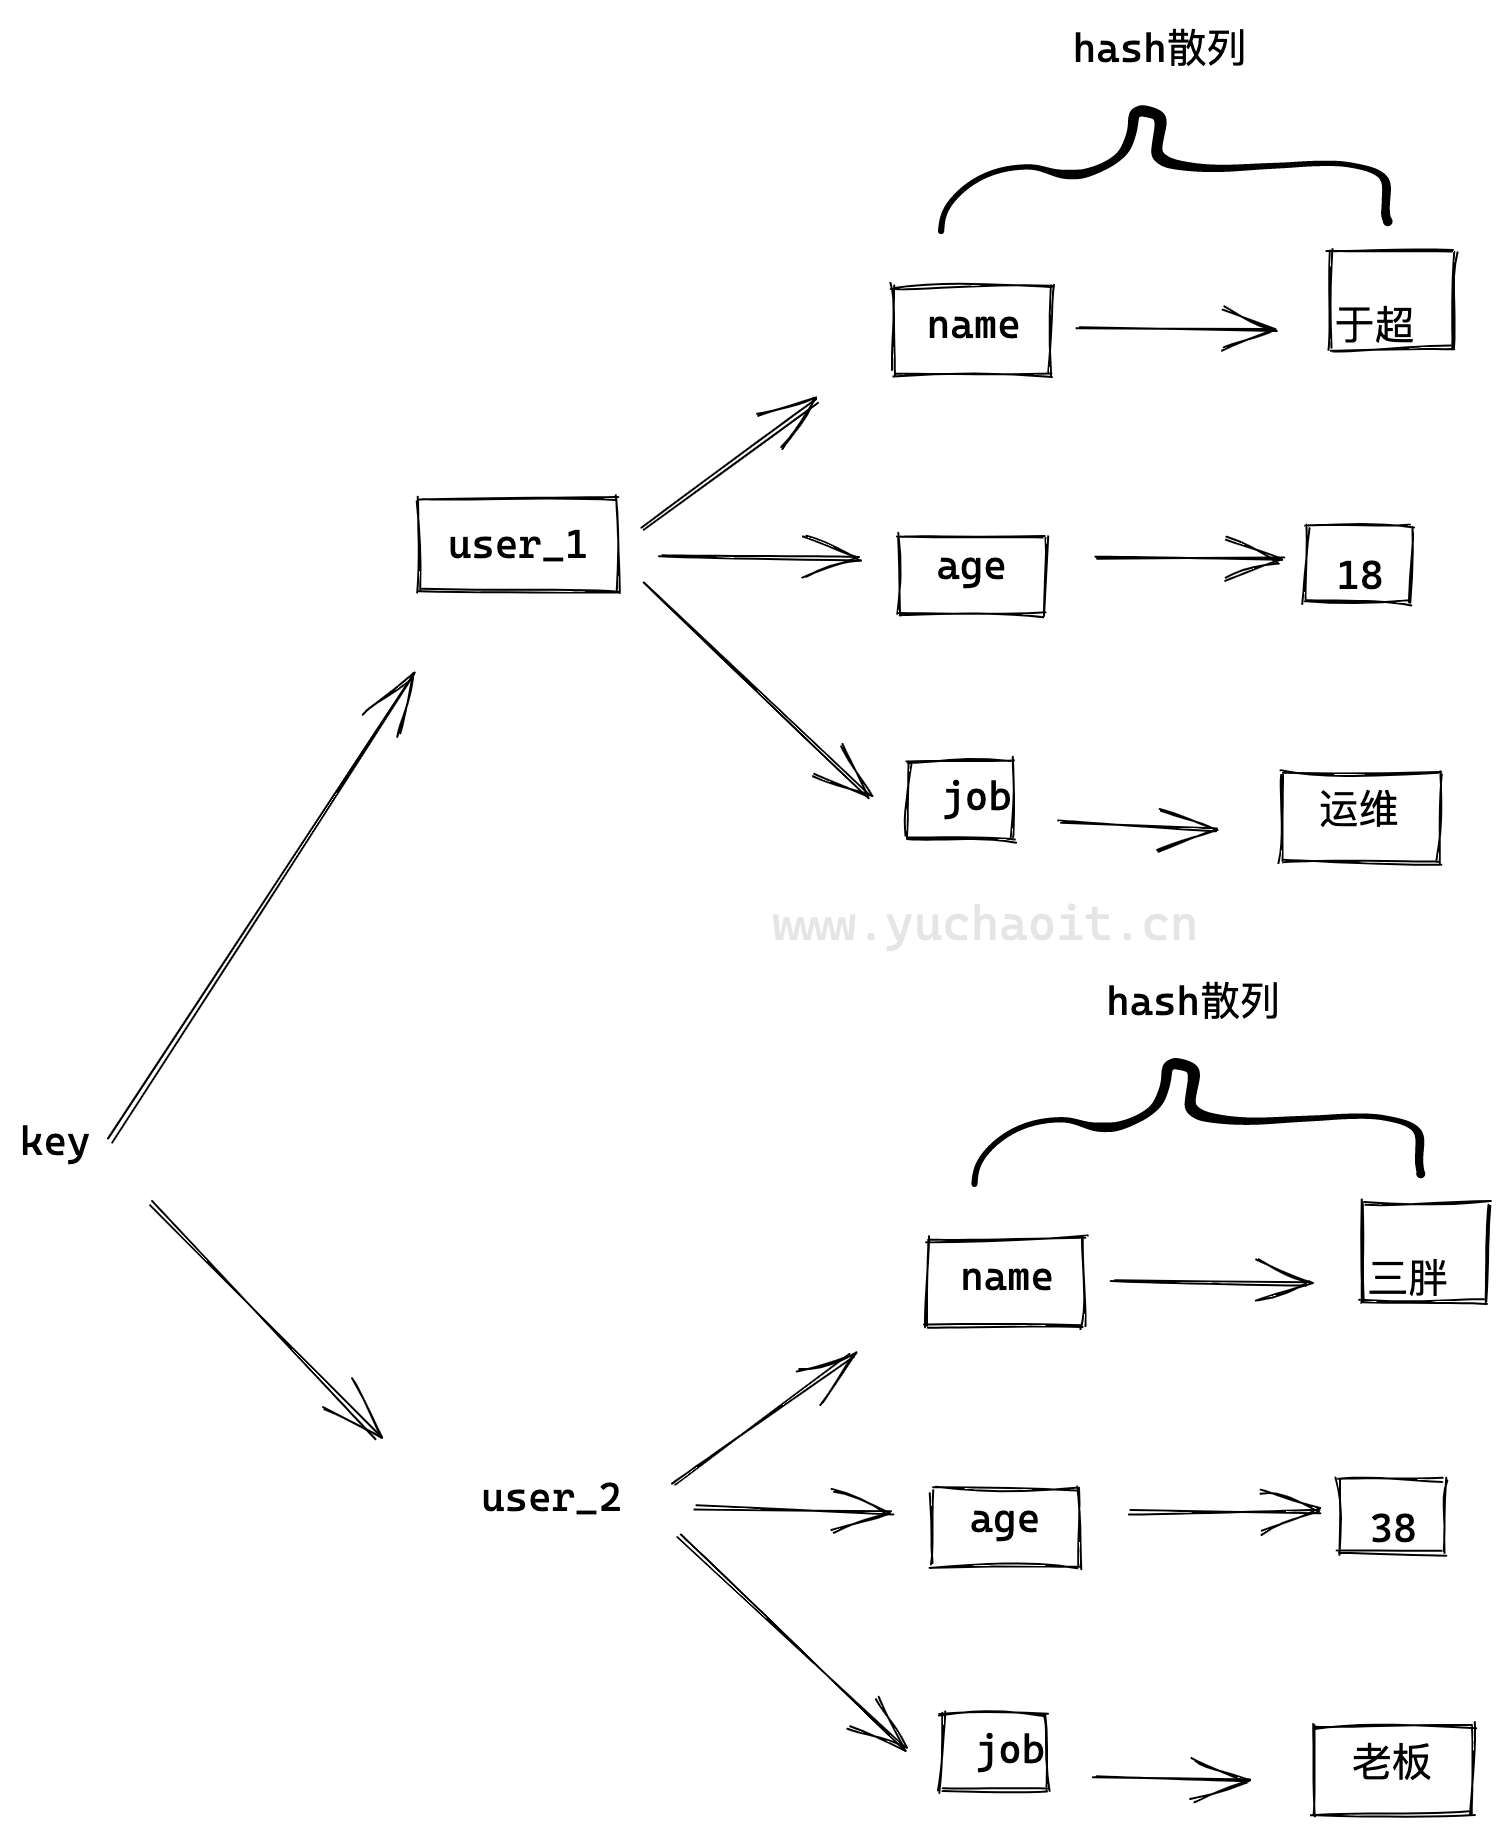 hash散列
name
于超
user_1
age
18
job
运维
www.yuchaoit.cn
hash散列
key
name
三胖
user_2
age
38
job
老板